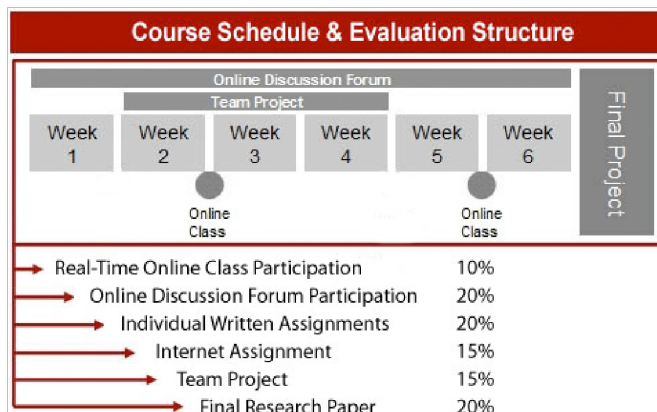 Course Schedule & Evaluation Structure
Online Discussion Forum
Team Project
Week 1
Week 2
Week 3
Week 4
Week 5
Week 6
Final Project
Online Class
Online Class
Real-Time Online Class Participation 10%
Online Discussion Forum Participation 20%
Individual Written Assignments 20%
Internet Assignment 15%
Team Project 15%
Final Research Paper 20%